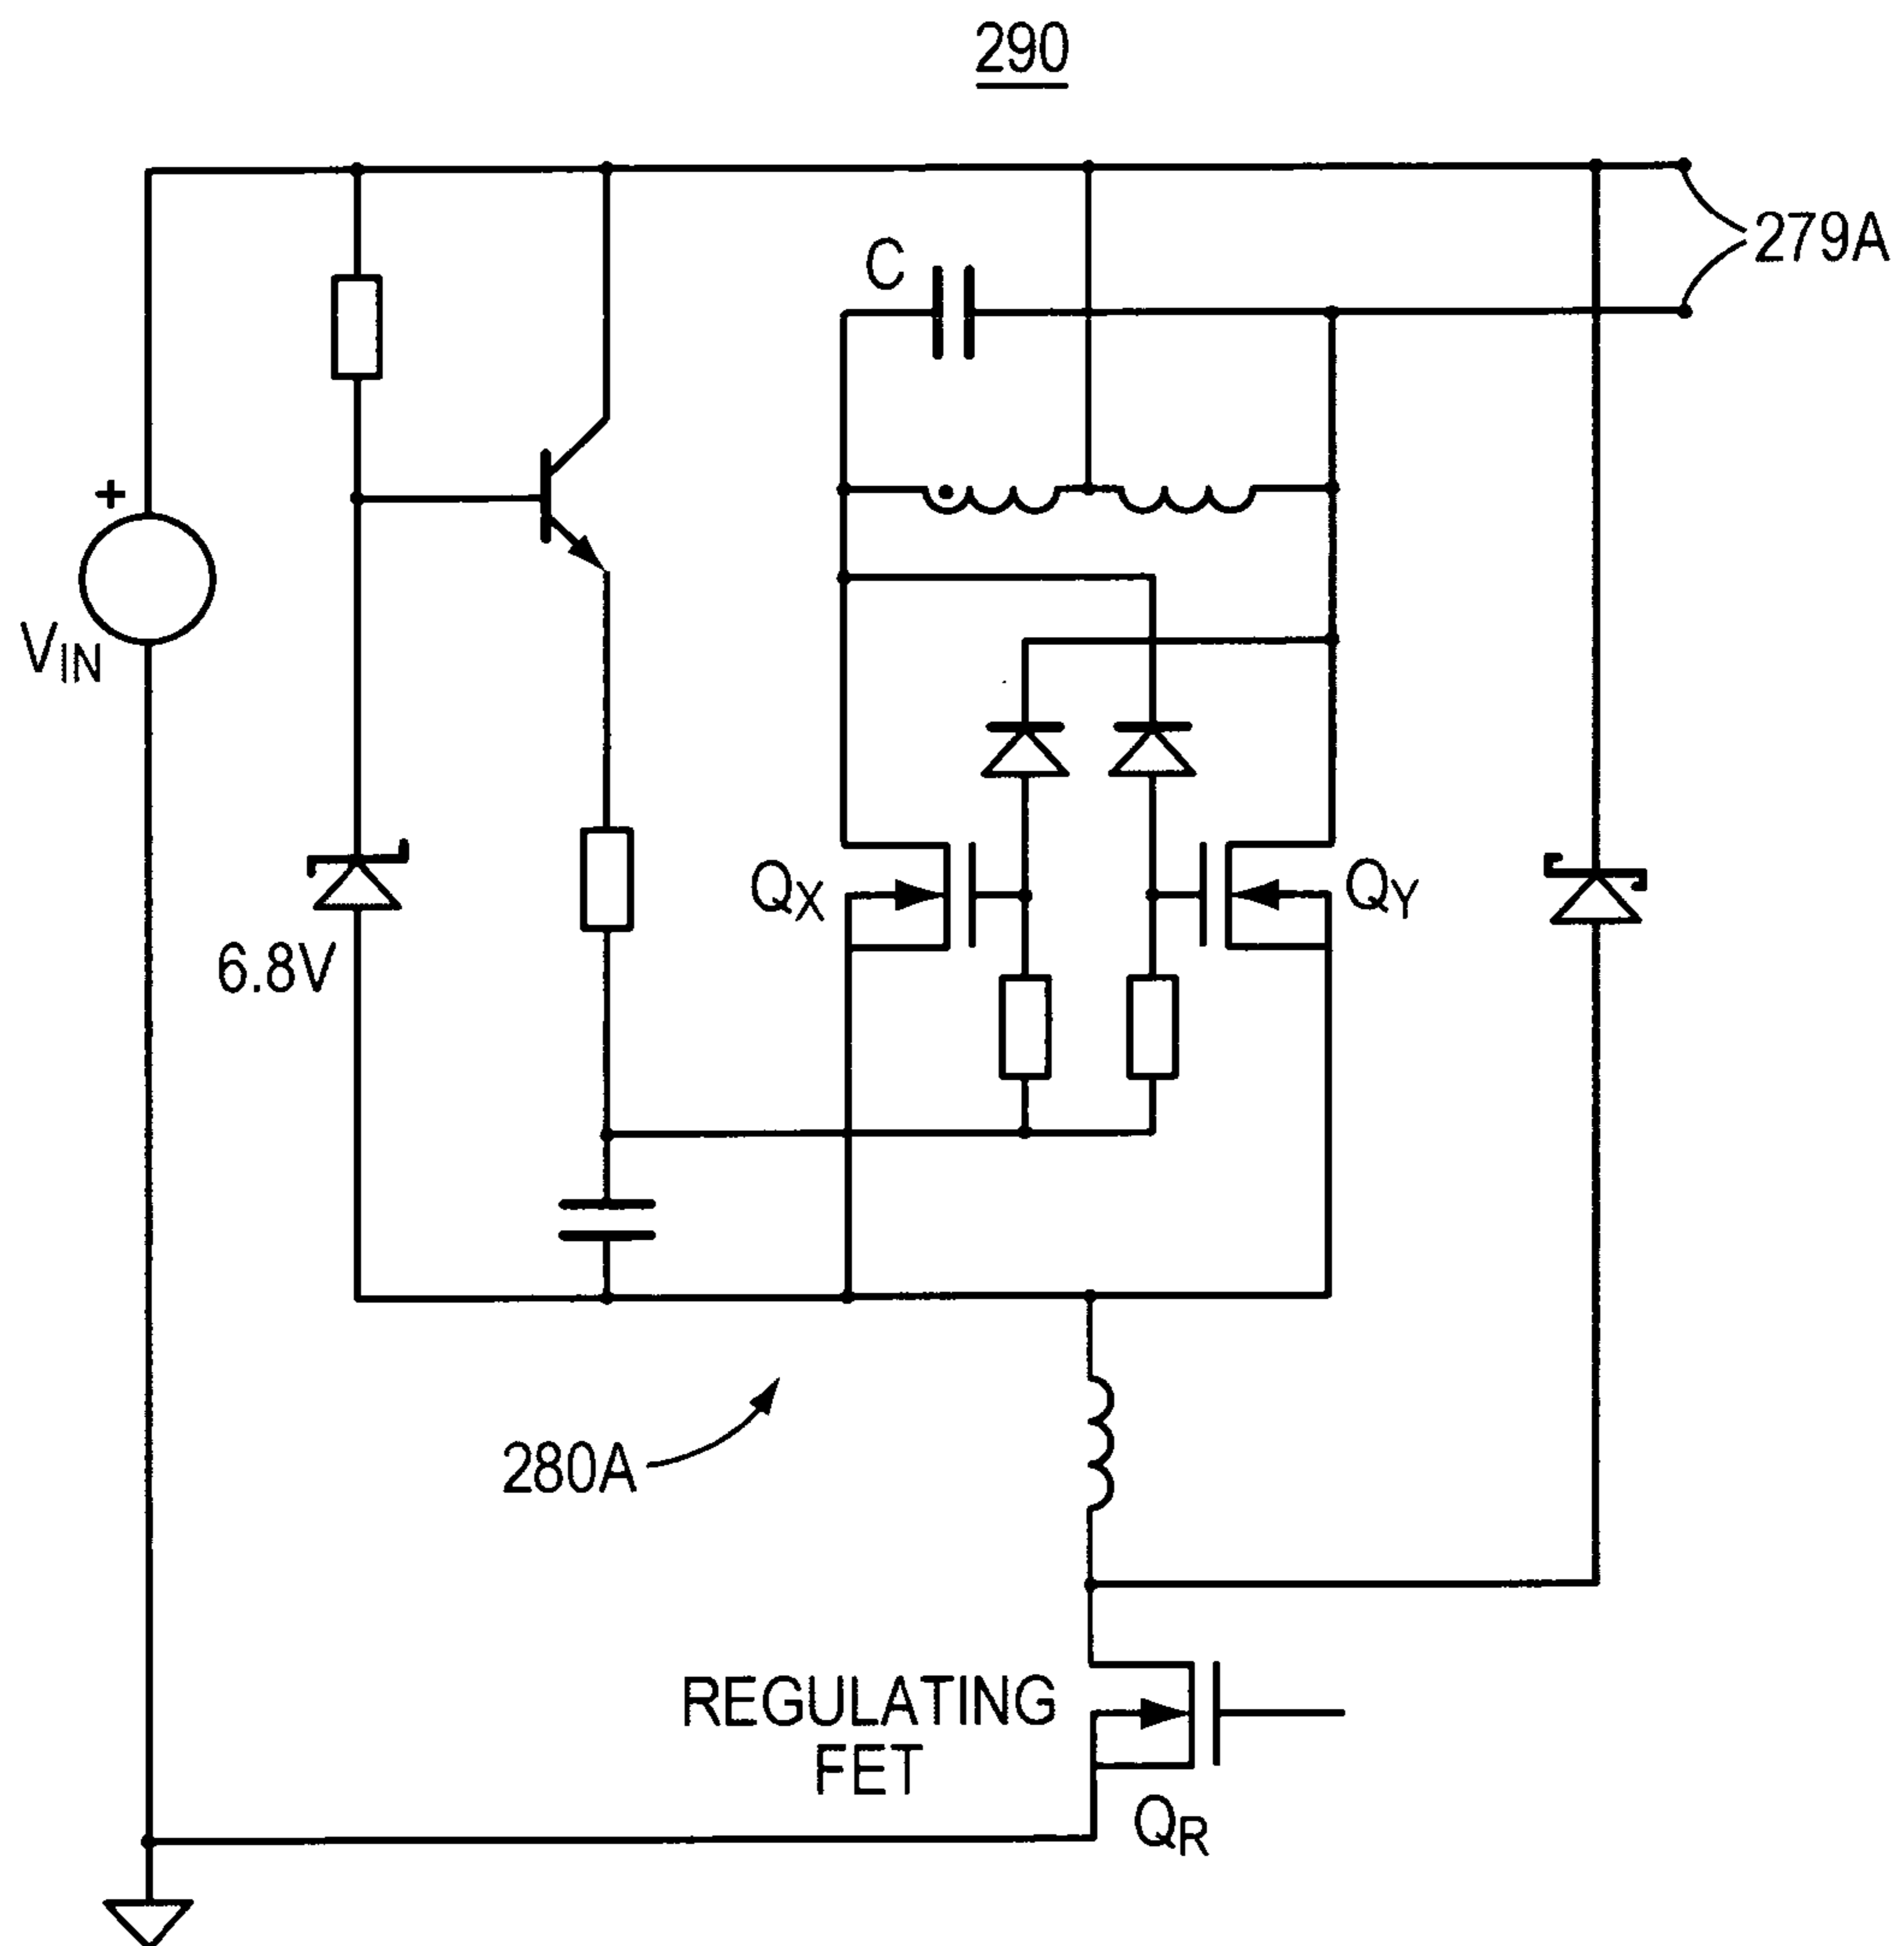 290
279A
C
+
VIN
QX
QY
6.8V
280A
REGULATING
FET
QR